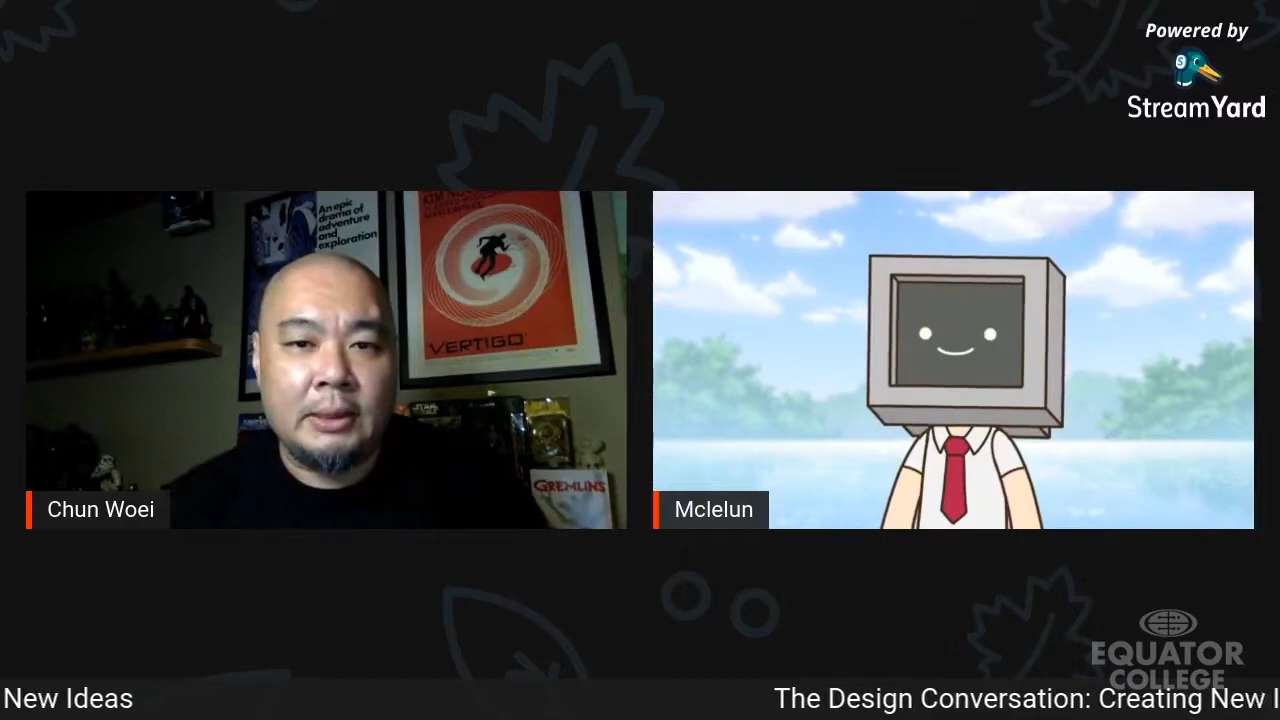 Powered by
S
StreamYard
An epic
drama of
adventure
and
exploration
VERTIGO
STAR
GREMLINS
Chun Woei
Mclelun
EQUATOR
COLLEGE
New Ideas
The Design Conversation: Creating New I